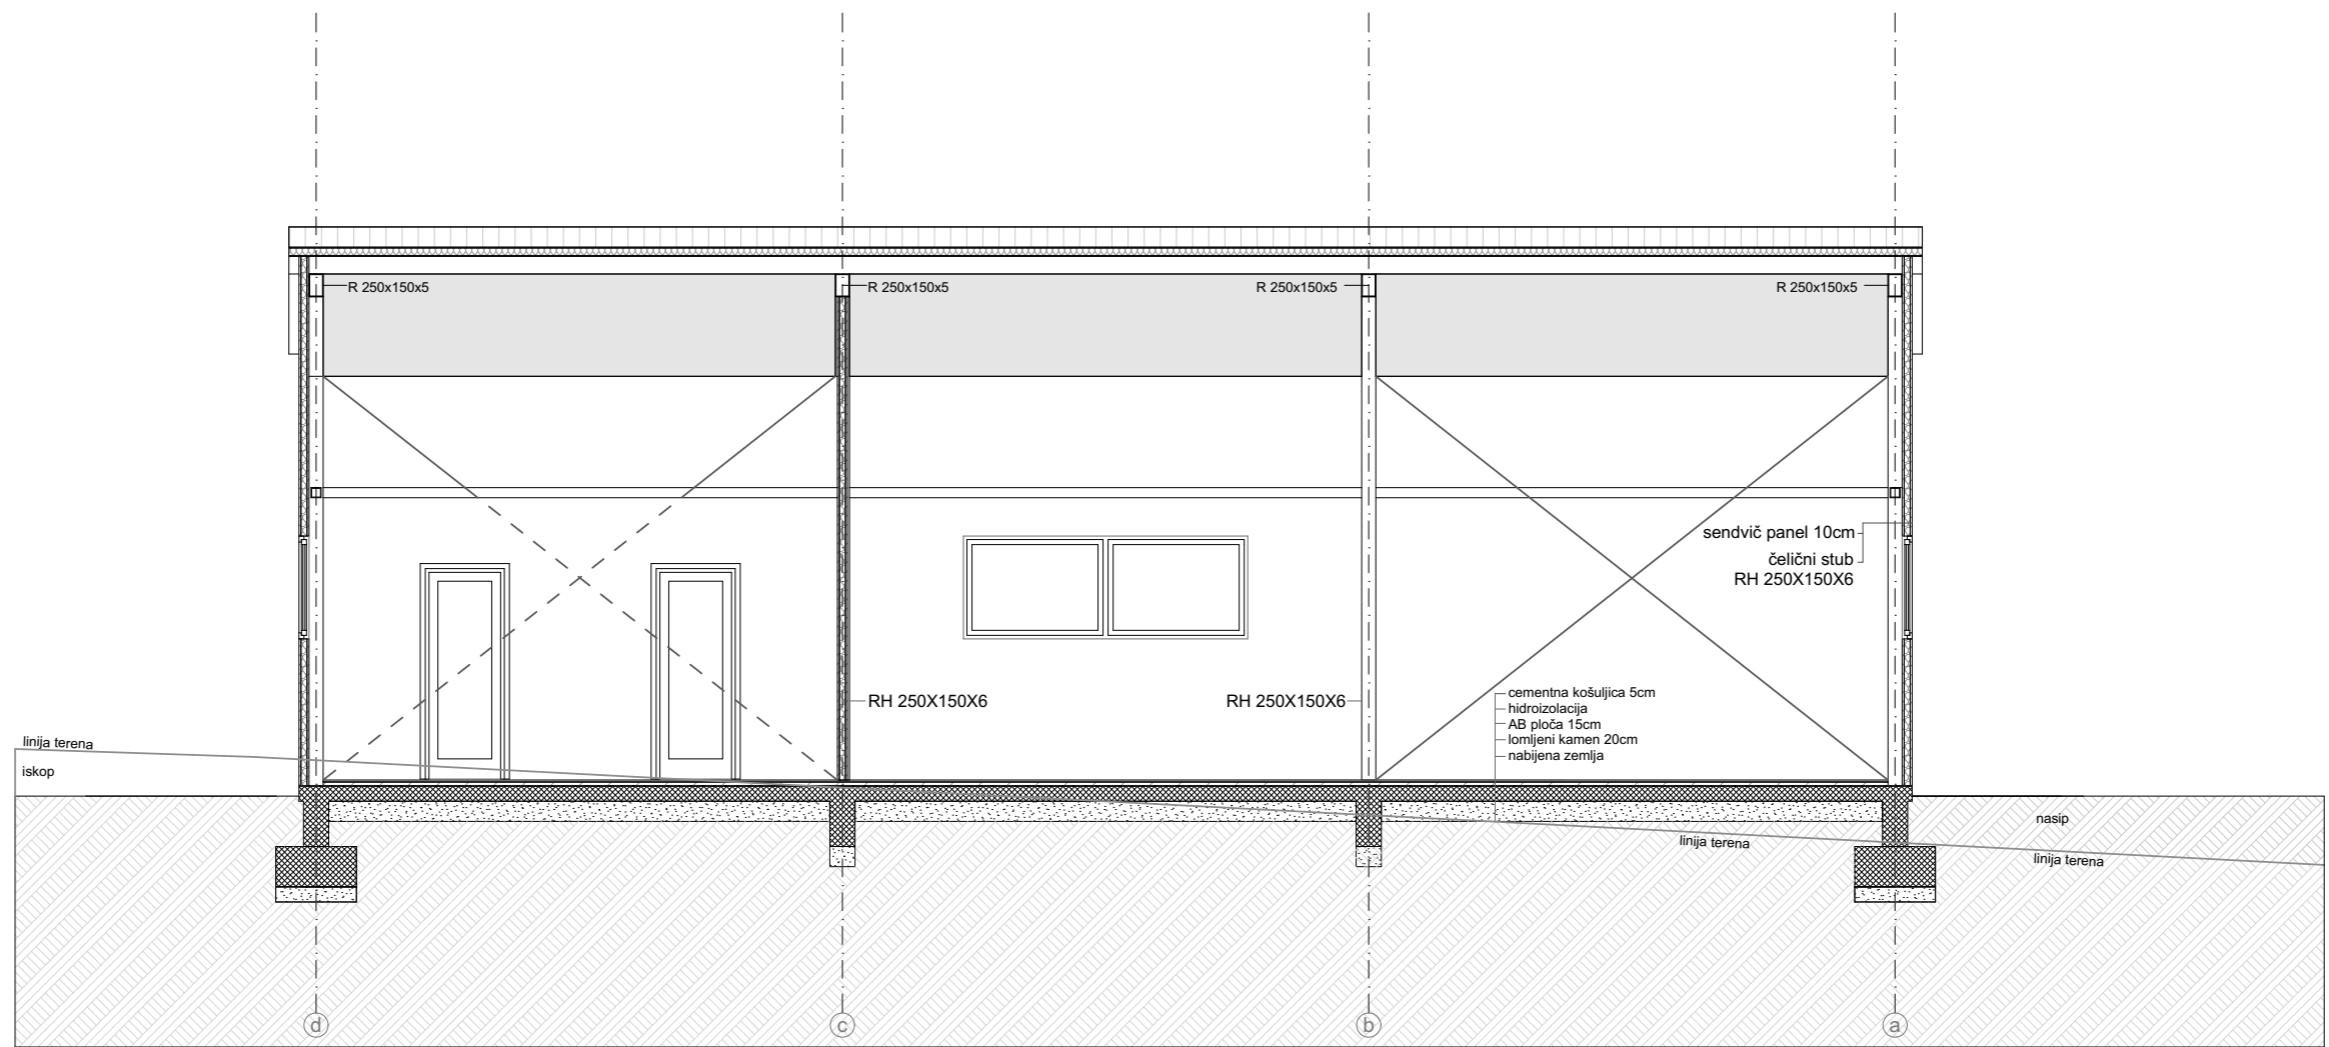 R 250x150x5
R 250x150x5
R 250x150x5
R 250x150x5
sendvič panel 10cm
čelični stub
RH 250X150X6
RH 250X150X6
RH 250X150X6
cementna košuljica 5cm
hidroizolacija
AB ploča 15cm
lomljeni kamen 20cm
nabijena zemlja
linija terena
iskop
nasip
linija terena
linija terena
d
c
b
a